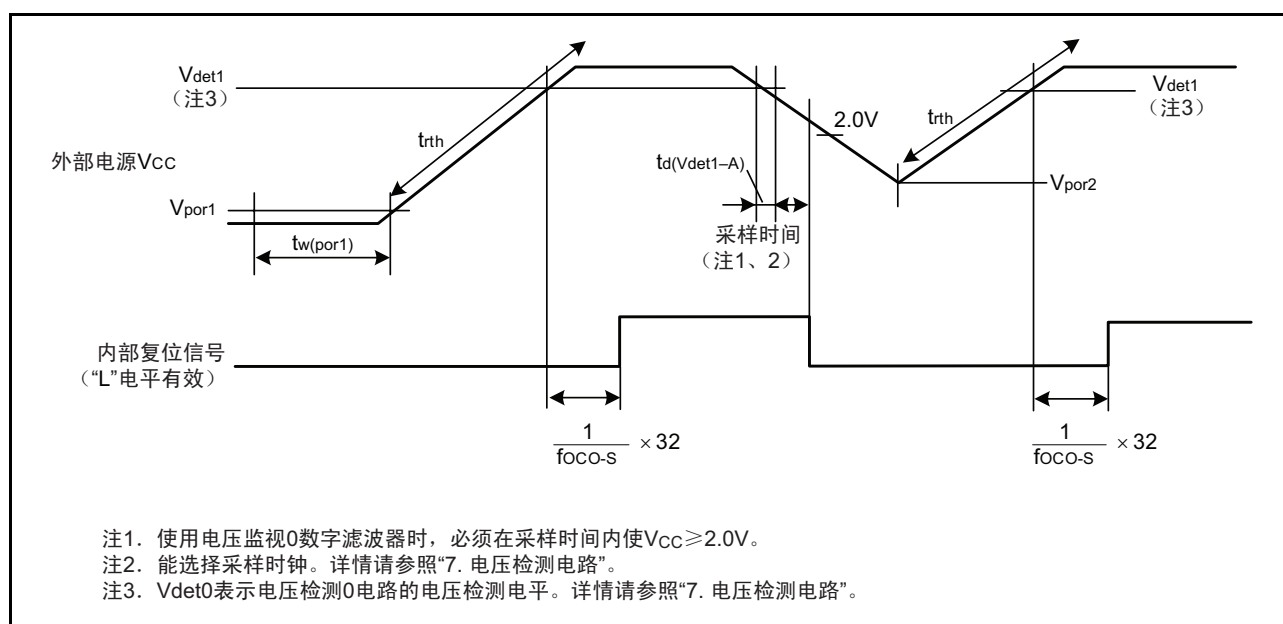 Vdet1
（注3）
trth
外部电源VCC
Vpor1
tw(por1)
2.0V
td(Vdet1–A)
采样时间
（注1、2）
trth
Vdet1
（注3）
Vpor2
内部复位信号
（“L”电平有效）
1
fOCO-S
× 32
1
fOCO-S
× 32
注1．使用电压监视0数字滤波器时，必须在采样时间内使VCC≥2.0V。
注2．能选择采样时钟。详情请参照“7. 电压检测电路”。
注3．Vdet0表示电压检测0电路的电压检测电平。详情请参照“7. 电压检测电路”。